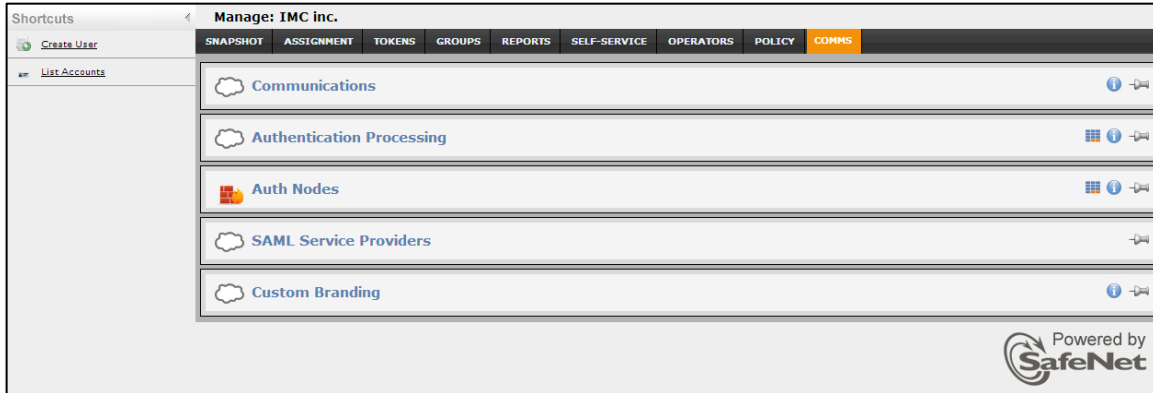 Shortcuts
Create User
List Accounts
Manage: IMC inc.
SNAPSHOT ASSIGNMENT TOKENS GROUPS REPORTS SELF-SERVICE OPERATORS POLICY COMMS
Communications
Authentication Processing
Auth Nodes
SAML Service Providers
Custom Branding
Powered by
SafeNet